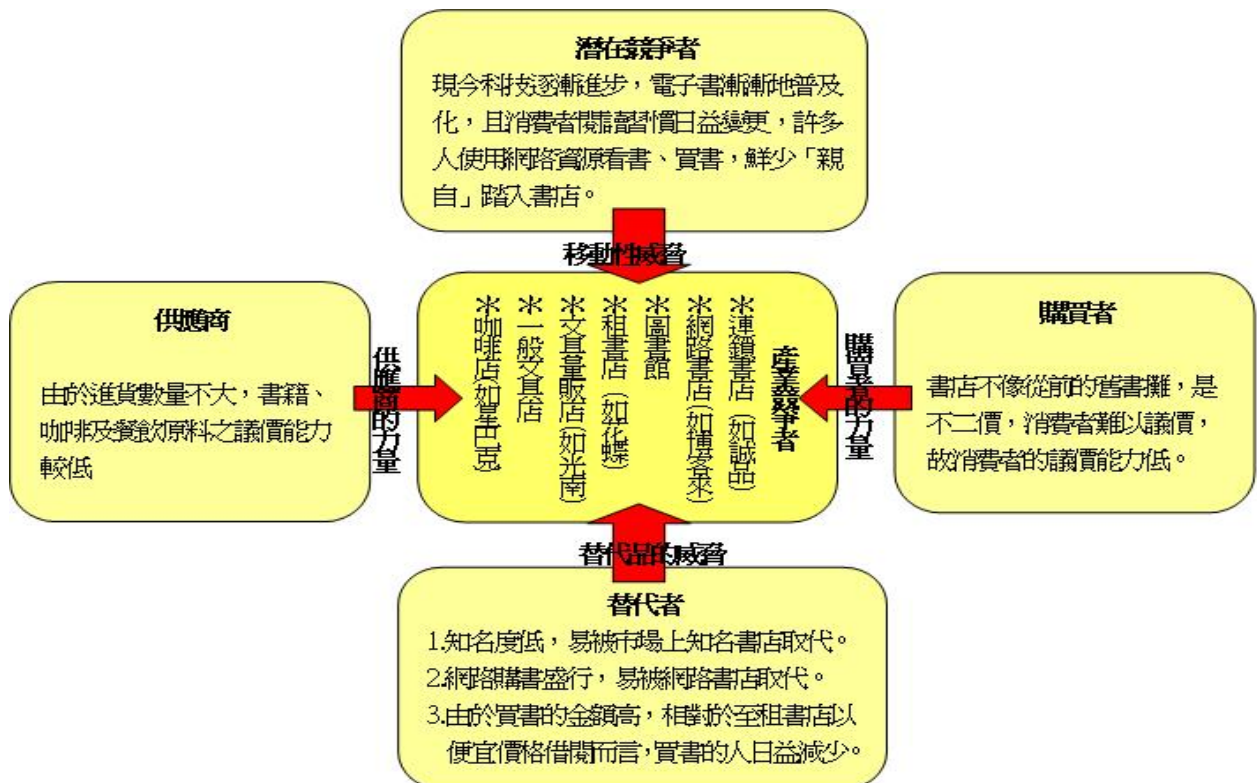 潛在競爭者
現今科技逐漸進步，電子書漸漸地普及
化，且消費者閱讀習慣日益變更，許多
人使用網路資源看書、買書，鮮少「親
自」踏入書店。
移動性威脅
供應商
由於進貨數量不大，書籍、
咖啡及餐飲原料之議價能力
較低
供應商的力量
產業競爭者
＊連鎖書店（如誠品）
＊網路書店(如博客來)
＊圖書館
＊租書店（如花蝶）
＊文具量販店(如光南)
＊一般文具店
＊咖啡店(如星巴克)
購買者的力量
購買者
書店不像從前的舊書攤，是
不二價，消費者難以議價，
故消費者的議價能力低。
替代品的威脅
替代者
1.知名度低，易被市場上知名書店取代。
2.網路購書盛行，易被網路書店取代。
3.由於買書的金額高，相對於至租書店以
便宜價格借閱而言，買書的人日益減少。